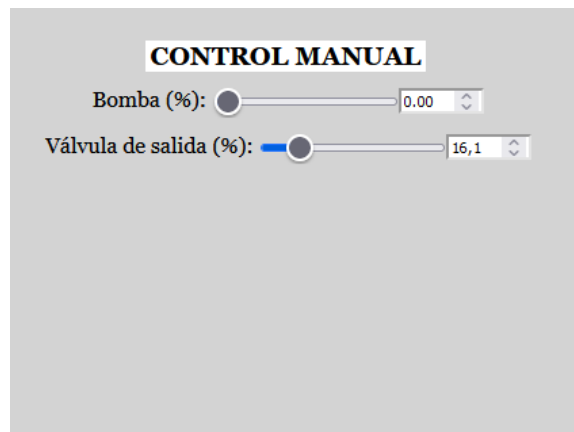 CONTROL MANUAL
Bomba (%): 0.00
Válvula de salida (%): 16,1